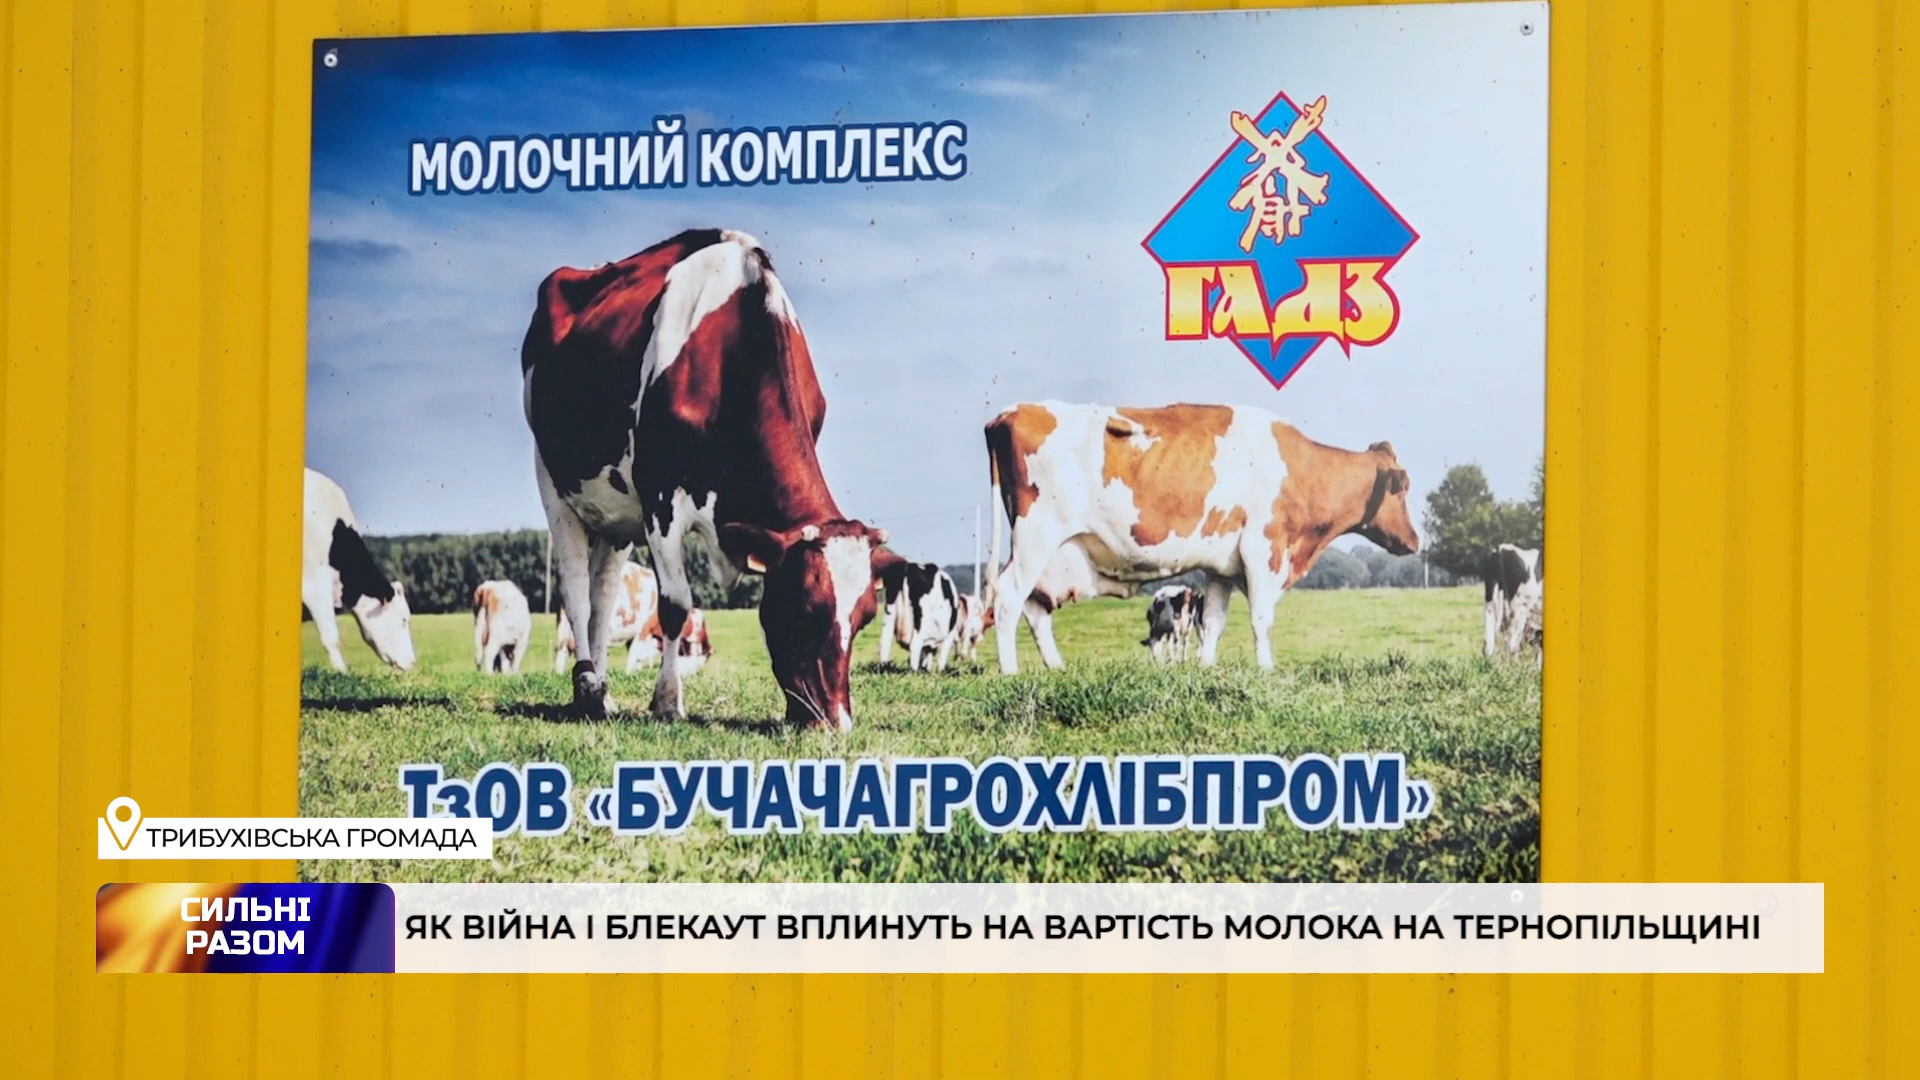 МОЛОЧНИЙ КОМПЛЕКС
ГАДЗ
ТзОВ «БУЧАЧАГРОХЛІБПРОМ»
ТРИБУХІВСЬКА ГРОМАДА
СИЛЬНІ
РАЗОМ
ЯК ВІЙНА І БЛЕКАУТ ВПЛИНУТЬ НА ВАРТІСТЬ МОЛОКА НА ТЕРНОПІЛЬЩИНІ